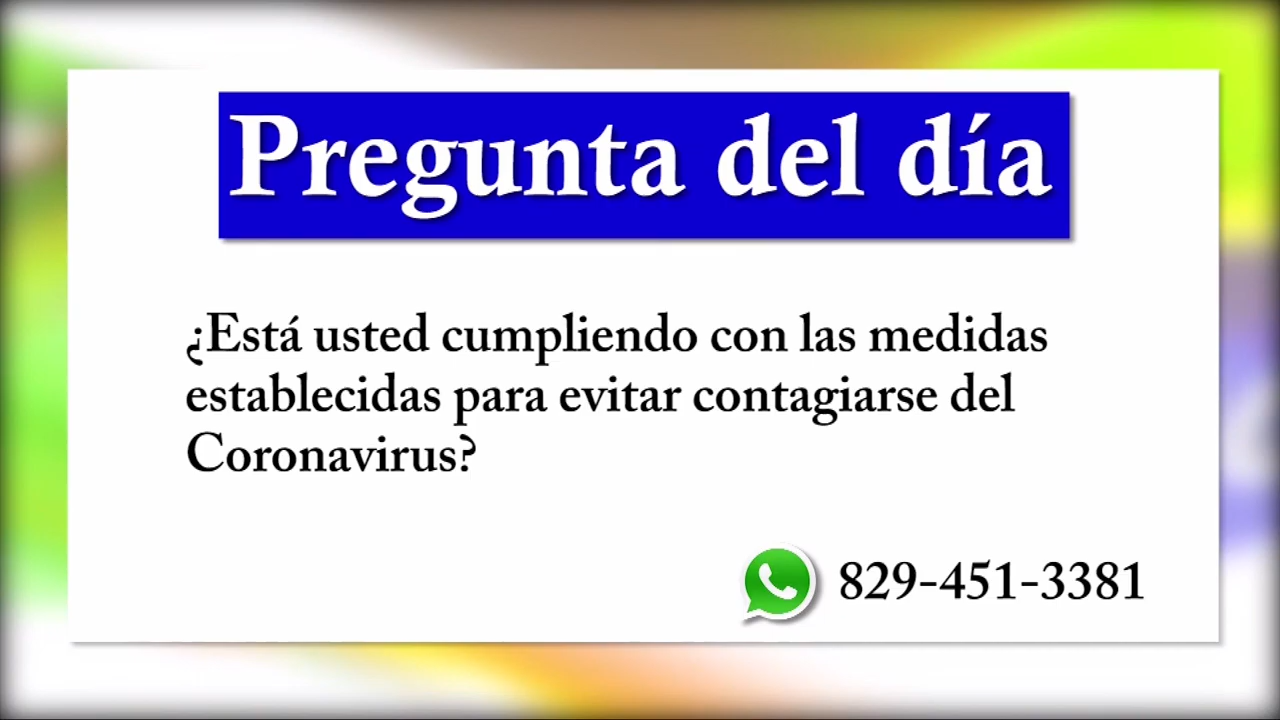 Pregunta del día
¿Está usted cumpliendo con las medidas
establecidas para evitar contagiarse del
Coronavirus?
829-451-3381